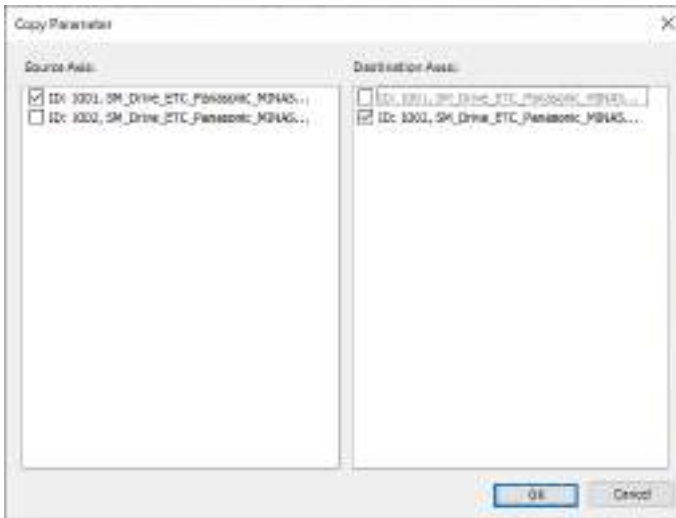 Copy Parameter
Source Axis:
Destination Axis:
ID: 1001, SM_Drive_ETC_Panasonic_MINAS...
ID: 1002, SM_Drive_ETC_Panasonic_MINAS...
ID: 1001, SM_Drive_ETC_Panasonic_MINAS...
ID: 1002, SM_Drive_ETC_Panasonic_MINAS...
OK
Cancel